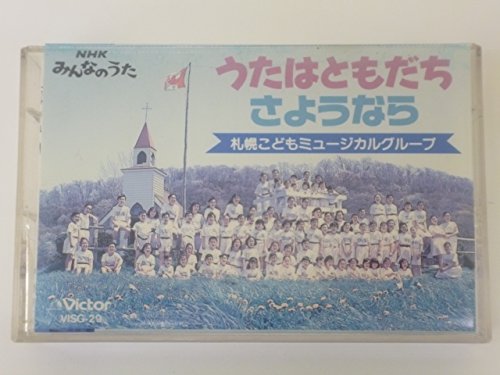 NHK
みんなのうた
うたはともだち
さようなら
札幌こどもミュージカルグループ
Victor
VISG-20